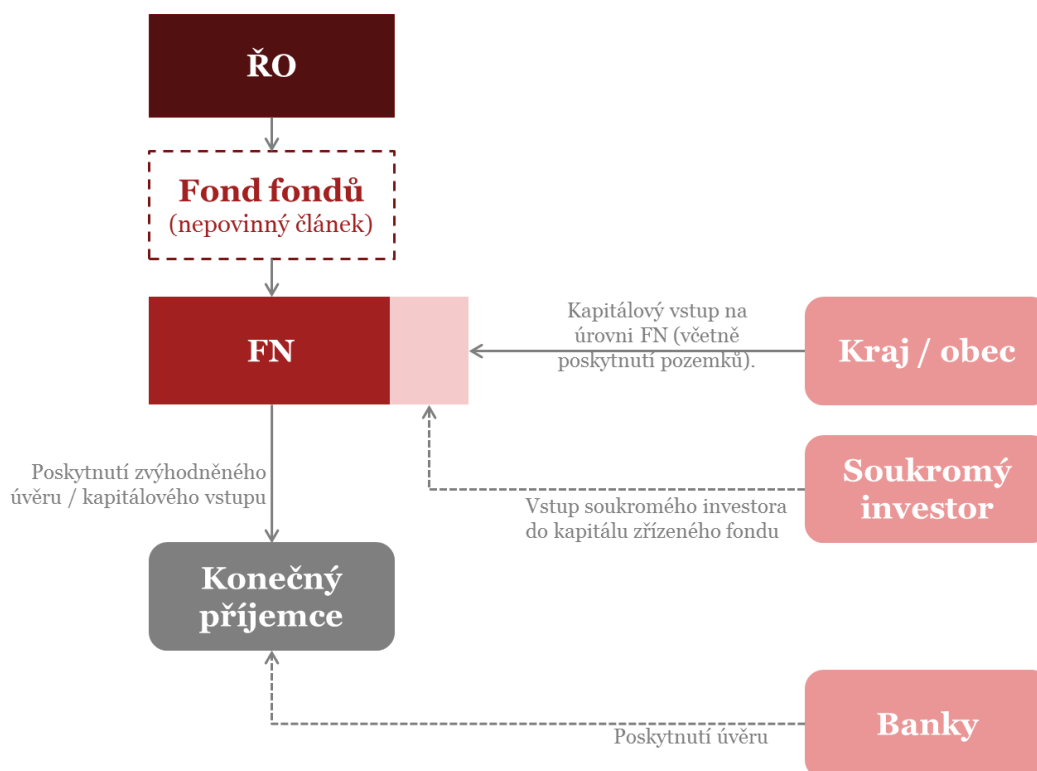 ŘO
Fond fondů
(nepovinný článek)
FN
Kapitálový vstup na
úrovni FN (včetně
poskytnutí pozemků).
Kraj / obec
Poskytnutí zvýhodněného
úvěru / kapitálového vstupu
Vstup soukromého investora
do kapitálu zřízeného fondu
Soukromý
investor
Konečný
příjemce
Poskytnutí úvěru
Banky